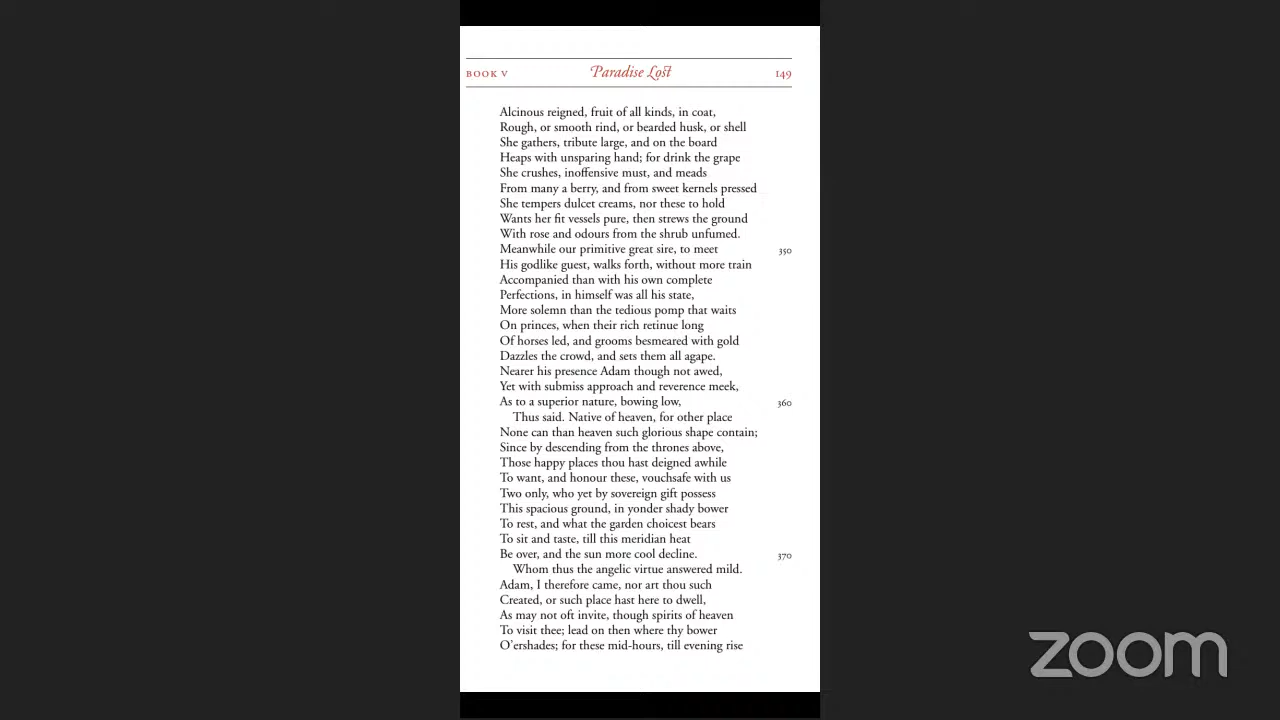 BOOK V Paradise Lost 149
Alcinous reigned, fruit of all kinds, in coat,
Rough, or smooth rind, or bearded husk, or shell
She gathers, tribute large, and on the board
Heaps with unsparing hand; for drink the grape
She crushes, inoffensive must, and meads
From many a berry, and from sweet kernels pressed
She tempers dulcet creams, nor these to hold
Wants her fit vessels pure, then strews the ground
With rose and odours from the shrub unfumed.
Meanwhile our primitive great sire, to meet 350
His godlike guest, walks forth, without more train
Accompanied than with his own complete
Perfections, in himself was all his state,
More solemn than the tedious pomp that waits
On princes, when their rich retinue long
Of horses led, and grooms besmeared with gold
Dazzles the crowd, and sets them all agape.
Nearer his presence Adam though not awed,
Yet with submiss approach and reverence meek,
As to a superior nature, bowing low, 360
Thus said. Native of heaven, for other place
None can than heaven such glorious shape contain;
Since by descending from the thrones above,
Those happy places thou hast deigned awhile
To want, and honour these, vouchsafe with us
Two only, who yet by sovereign gift possess
This spacious ground, in yonder shady bower
To rest, and what the garden choicest bears
To sit and taste, till this meridian heat
Be over, and the sun more cool decline. 370
Whom thus the angelic virtue answered mild.
Adam, I therefore came, nor art thou such
Created, or such place hast here to dwell,
As may not oft invite, though spirits of heaven
To visit thee; lead on then where thy bower
O'ershades; for these mid-hours, till evening rise
zoom